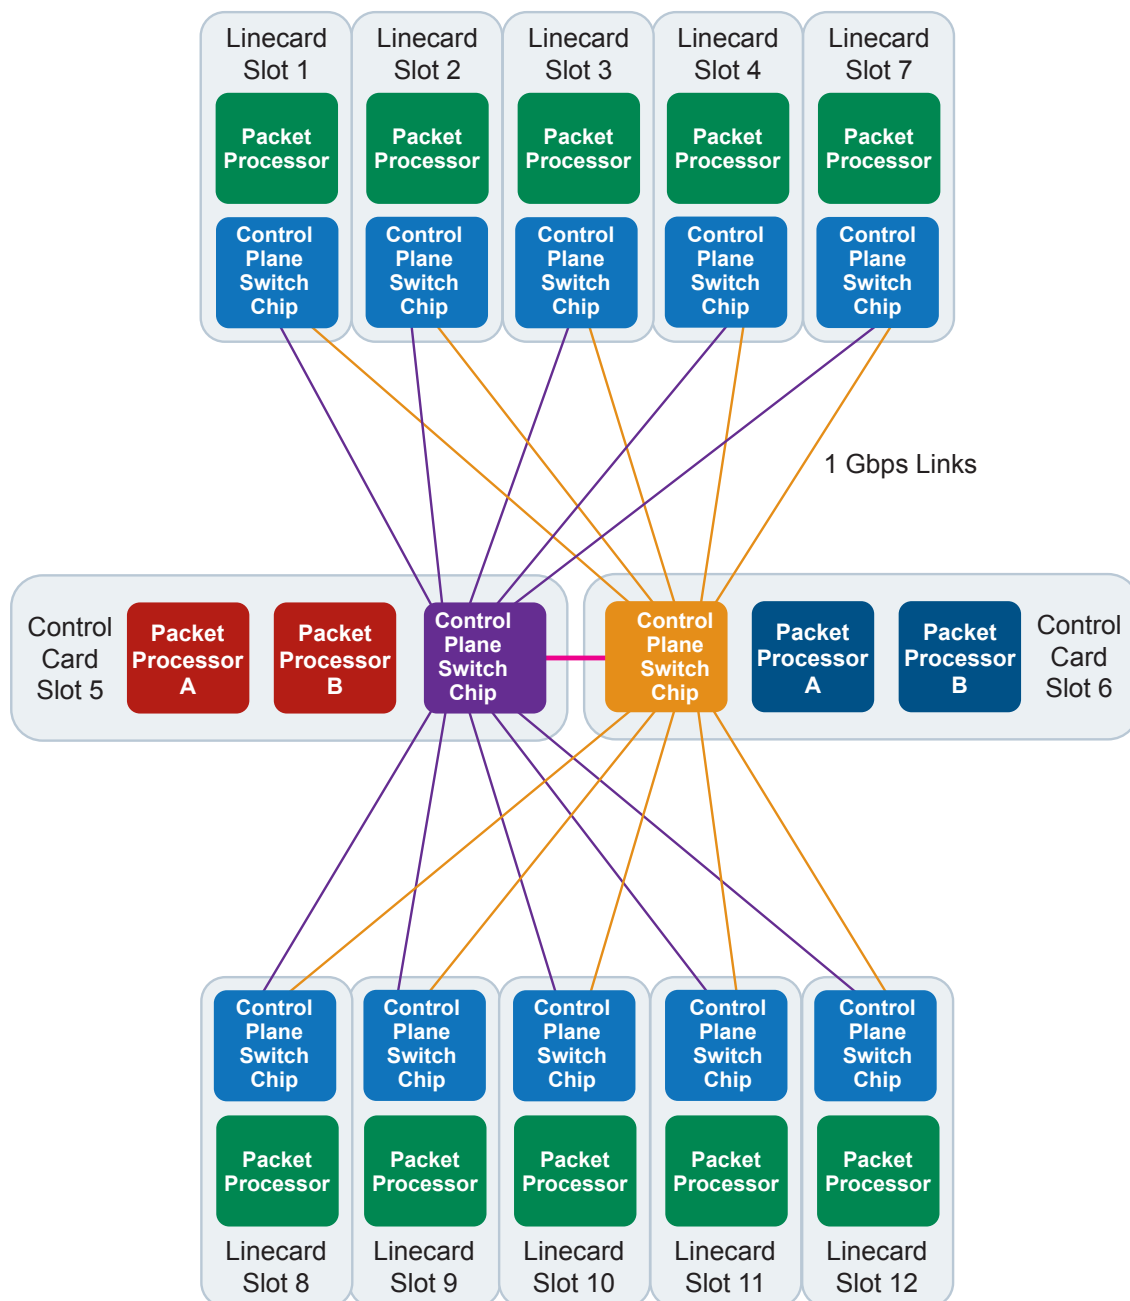 Linecard
Slot 1
Linecard
Slot 2
Linecard
Slot 3
Linecard
Slot 4
Linecard
Slot 7
Packet
Processor
Packet
Processor
Packet
Processor
Packet
Processor
Packet
Processor
Control
Plane
Switch
Chip
Control
Plane
Switch
Chip
Control
Plane
Switch
Chip
Control
Plane
Switch
Chip
Control
Plane
Switch
Chip
1 Gbps Links
Control
Card
Slot 5
Packet
Processor
A
Packet
Processor
B
Control
Plane
Switch
Chip
Control
Plane
Switch
Chip
Packet
Processor
A
Packet
Processor
B
Control
Card
Slot 6
Control
Plane
Switch
Chip
Control
Plane
Switch
Chip
Control
Plane
Switch
Chip
Control
Plane
Switch
Chip
Control
Plane
Switch
Chip
Packet
Processor
Packet
Processor
Packet
Processor
Packet
Processor
Packet
Processor
Linecard
Slot 8
Linecard
Slot 9
Linecard
Slot 10
Linecard
Slot 11
Linecard
Slot 12